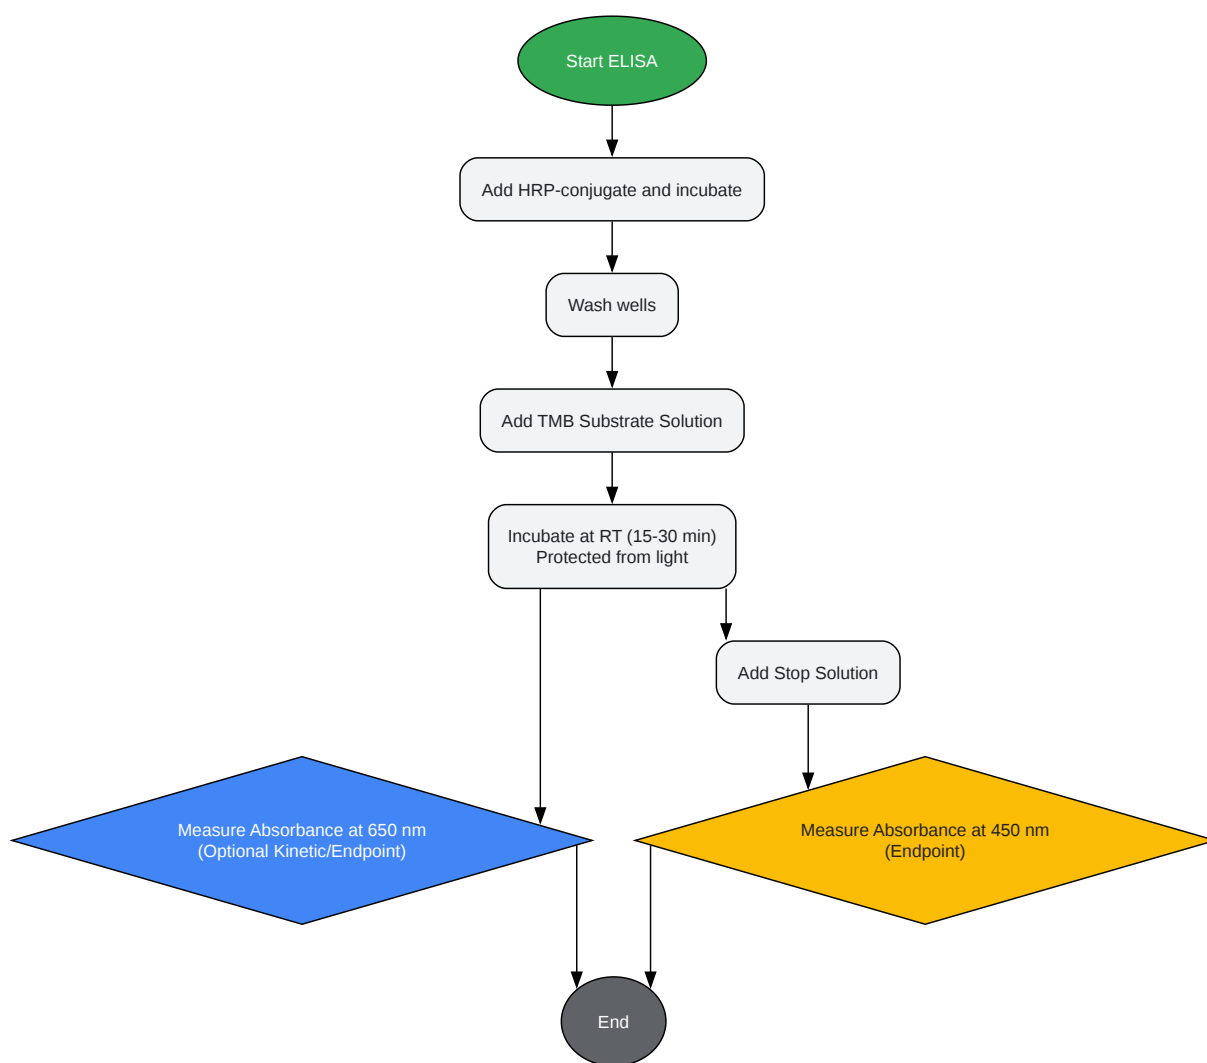 Start ELISA
Add HRP-conjugate and incubate
Wash wells
Add TMB Substrate Solution
Incubate at RT (15-30 min)
Protected from light
Add Stop Solution
Measure Absorbance at 650 nm
(Optional Kinetic/Endpoint)
Measure Absorbance at 450 nm
(Endpoint)
End